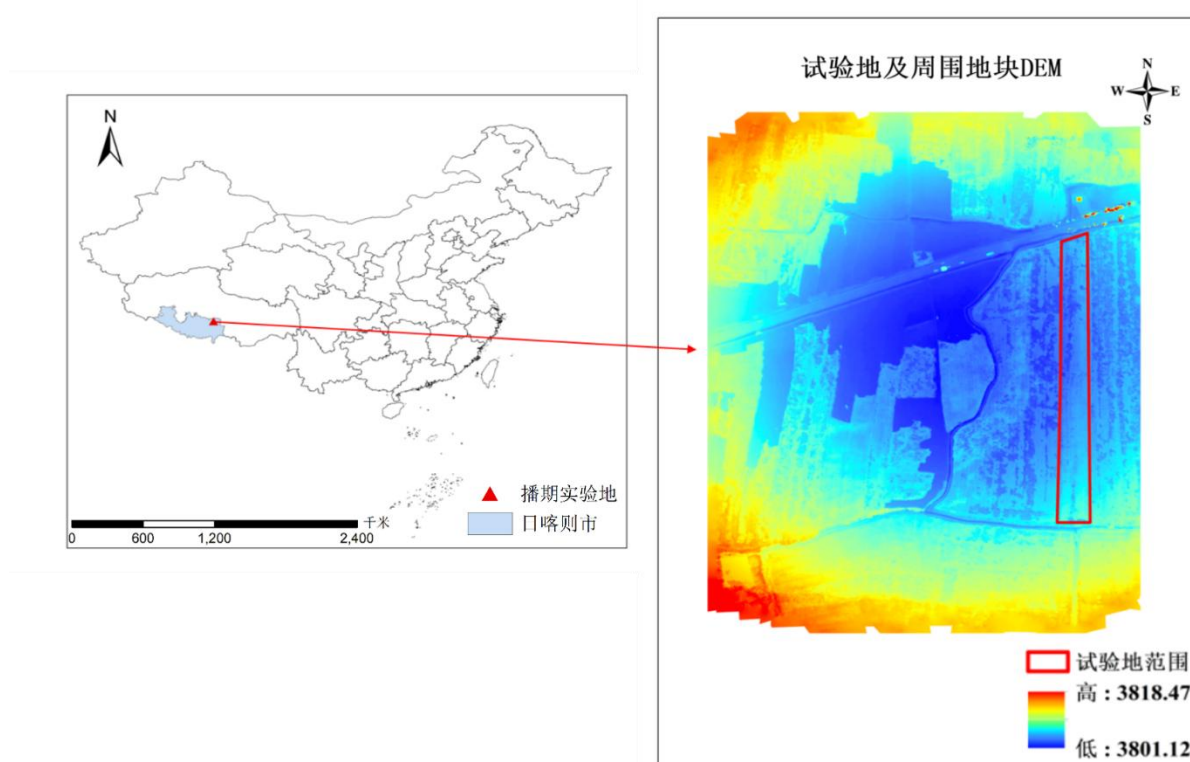 试验地及周围地块DEM
N
W E
S
N
播期实验地
日喀则市
千米
0 600 1,200 2,400
试验地范围
高：3818.47
低：3801.12